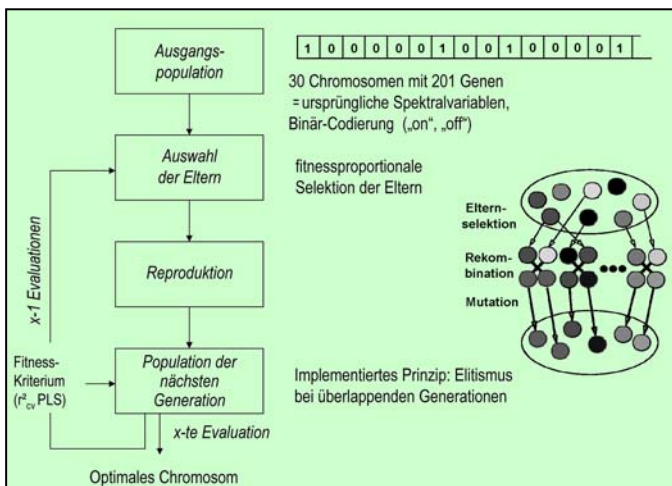 Ausgangs-
population
1 0 0 0 0 0 1 0 1 0 0 0 0 1
30 Chromosomen mit 201 Genen
= ursprüngliche Spektralvariablen,
Binär-Codierung („on“, „off“)
Auswahl
der Eltern
fitnessproportionale
Selektion der Eltern
Eltern-
selektion
Rekom-
bination
Mutation
Reproduktion
x-1 Evaluationen
Fitness-
Kriterium
(r²cv PLS)
Population der
nächsten
Generation
Implementiertes Prinzip: Elitismus
bei überlappenden Generationen
x-te Evaluation
Optimales Chromosom